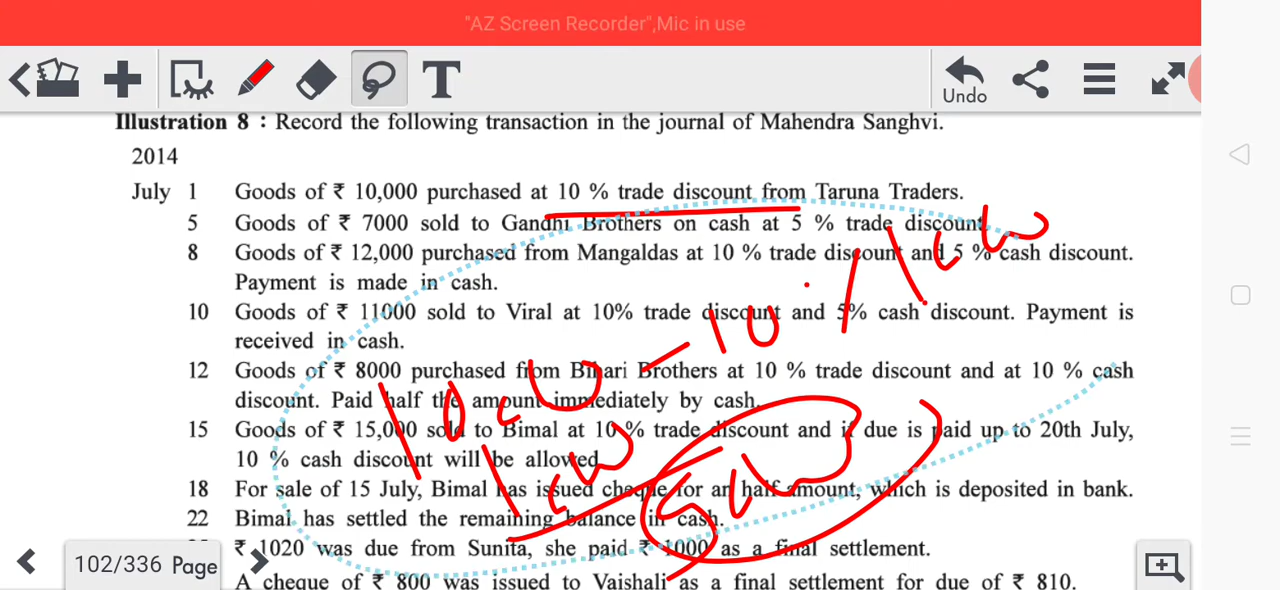 "AZ Screen Recorder",Mic in use
T
Undo
Illustration 8 : Record the following transaction in the journal of Mahendra Sanghvi.
2014
July 1 Goods of ₹ 10,000 purchased at 10 % trade discount from Taruna Traders.
5 Goods of ₹ 7000 sold to Gandhi Brothers on cash at 5 % trade discount.
8 Goods of ₹ 12,000 purchased from Mangaldas at 10 % trade discount and 5 % cash discount.
Payment is made in cash.
10 Goods of ₹ 11000 sold to Viral at 10% trade discount and 5% cash discount. Payment is
received in cash.
12 Goods of ₹ 8000 purchased from Bihari Brothers at 10 % trade discount and at 10 % cash
discount. Paid half the amount immediately by cash.
15 Goods of ₹ 15,000 sold to Bimal at 10 % trade discount and if due is paid up to 20th July,
10 % cash discount will be allowed.
18 For sale of 15 July, Bimal has issued cheque for an half amount, which is deposited in bank.
22 Bimal has settled the remaining balance in cash.
₹ 1020 was due from Sunita, she paid ₹ 1000 as a final settlement.
A cheque of ₹ 800 was issued to Vaishali as a final settlement for due of ₹ 810.
102/336 Page